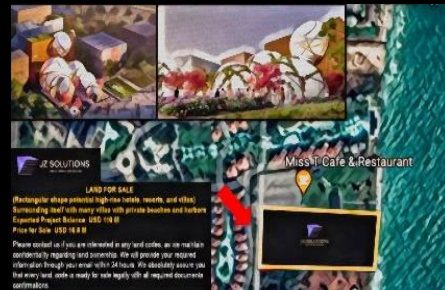 Miss T Cafe & Restaurant
JZ SOLUTIONS
LAND FOR SALE
(Rectangular shape potential high-rise hotels, resorts, and villas)
Surrounding itself with many villas with private beaches and harbors
Expected Project Balance: USD 110 M
Price for Sale: USD 16.8 M
Please contact us if you are interested in any land codes, as we maintain
confidentiality regarding land ownership. We will provide your required
information through your email within 24 hours. We absolutely assure you
that every land code is ready for sale legally with all required documents
confirmations.